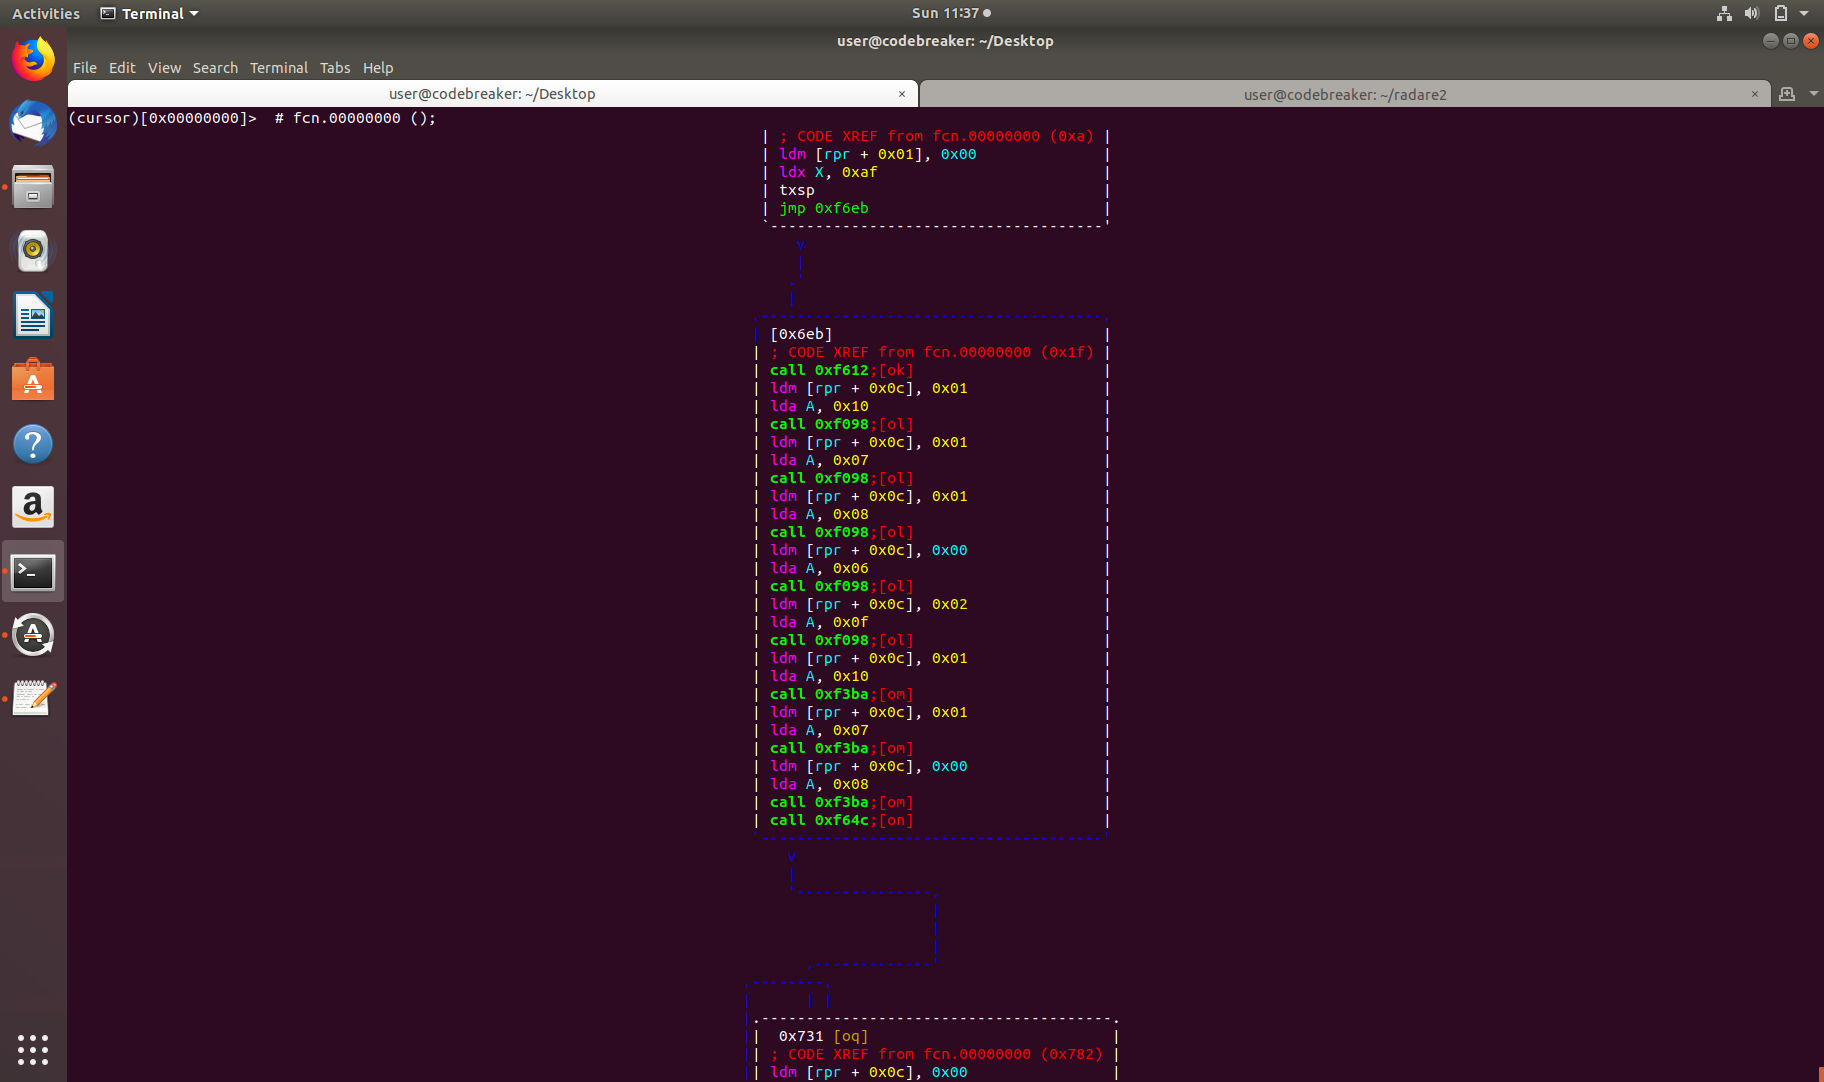 Activities Terminal Sun 11:37
user@codebreaker: ~/Desktop
File Edit View Search Terminal Tabs Help
user@codebreaker: ~/Desktop × user@codebreaker: ~/radare2 ×
(cursor)[0x00000000]> # fcn.00000000 ();
; CODE XREF from fcn.00000000 (0xa)
ldm [rpr + 0x01], 0x00
ldx X, 0xaf
txsp
jmp 0xf6eb
[0x6eb]
; CODE XREF from fcn.00000000 (0x1f)
call 0xf612;[ok]
ldm [rpr + 0x0c], 0x01
lda A, 0x10
call 0xf098;[ol]
ldm [rpr + 0x0c], 0x01
lda A, 0x07
call 0xf098;[ol]
ldm [rpr + 0x0c], 0x01
lda A, 0x08
call 0xf098;[ol]
ldm [rpr + 0x0c], 0x00
lda A, 0x06
call 0xf098;[ol]
ldm [rpr + 0x0c], 0x02
lda A, 0x0f
call 0xf098;[ol]
ldm [rpr + 0x0c], 0x01
lda A, 0x10
call 0xf3ba;[om]
ldm [rpr + 0x0c], 0x01
lda A, 0x07
call 0xf3ba;[om]
ldm [rpr + 0x0c], 0x00
lda A, 0x08
call 0xf3ba;[om]
call 0xf64c;[on]
0x731 [oq]
; CODE XREF from fcn.00000000 (0x782)
ldm [rpr + 0x0c], 0x00